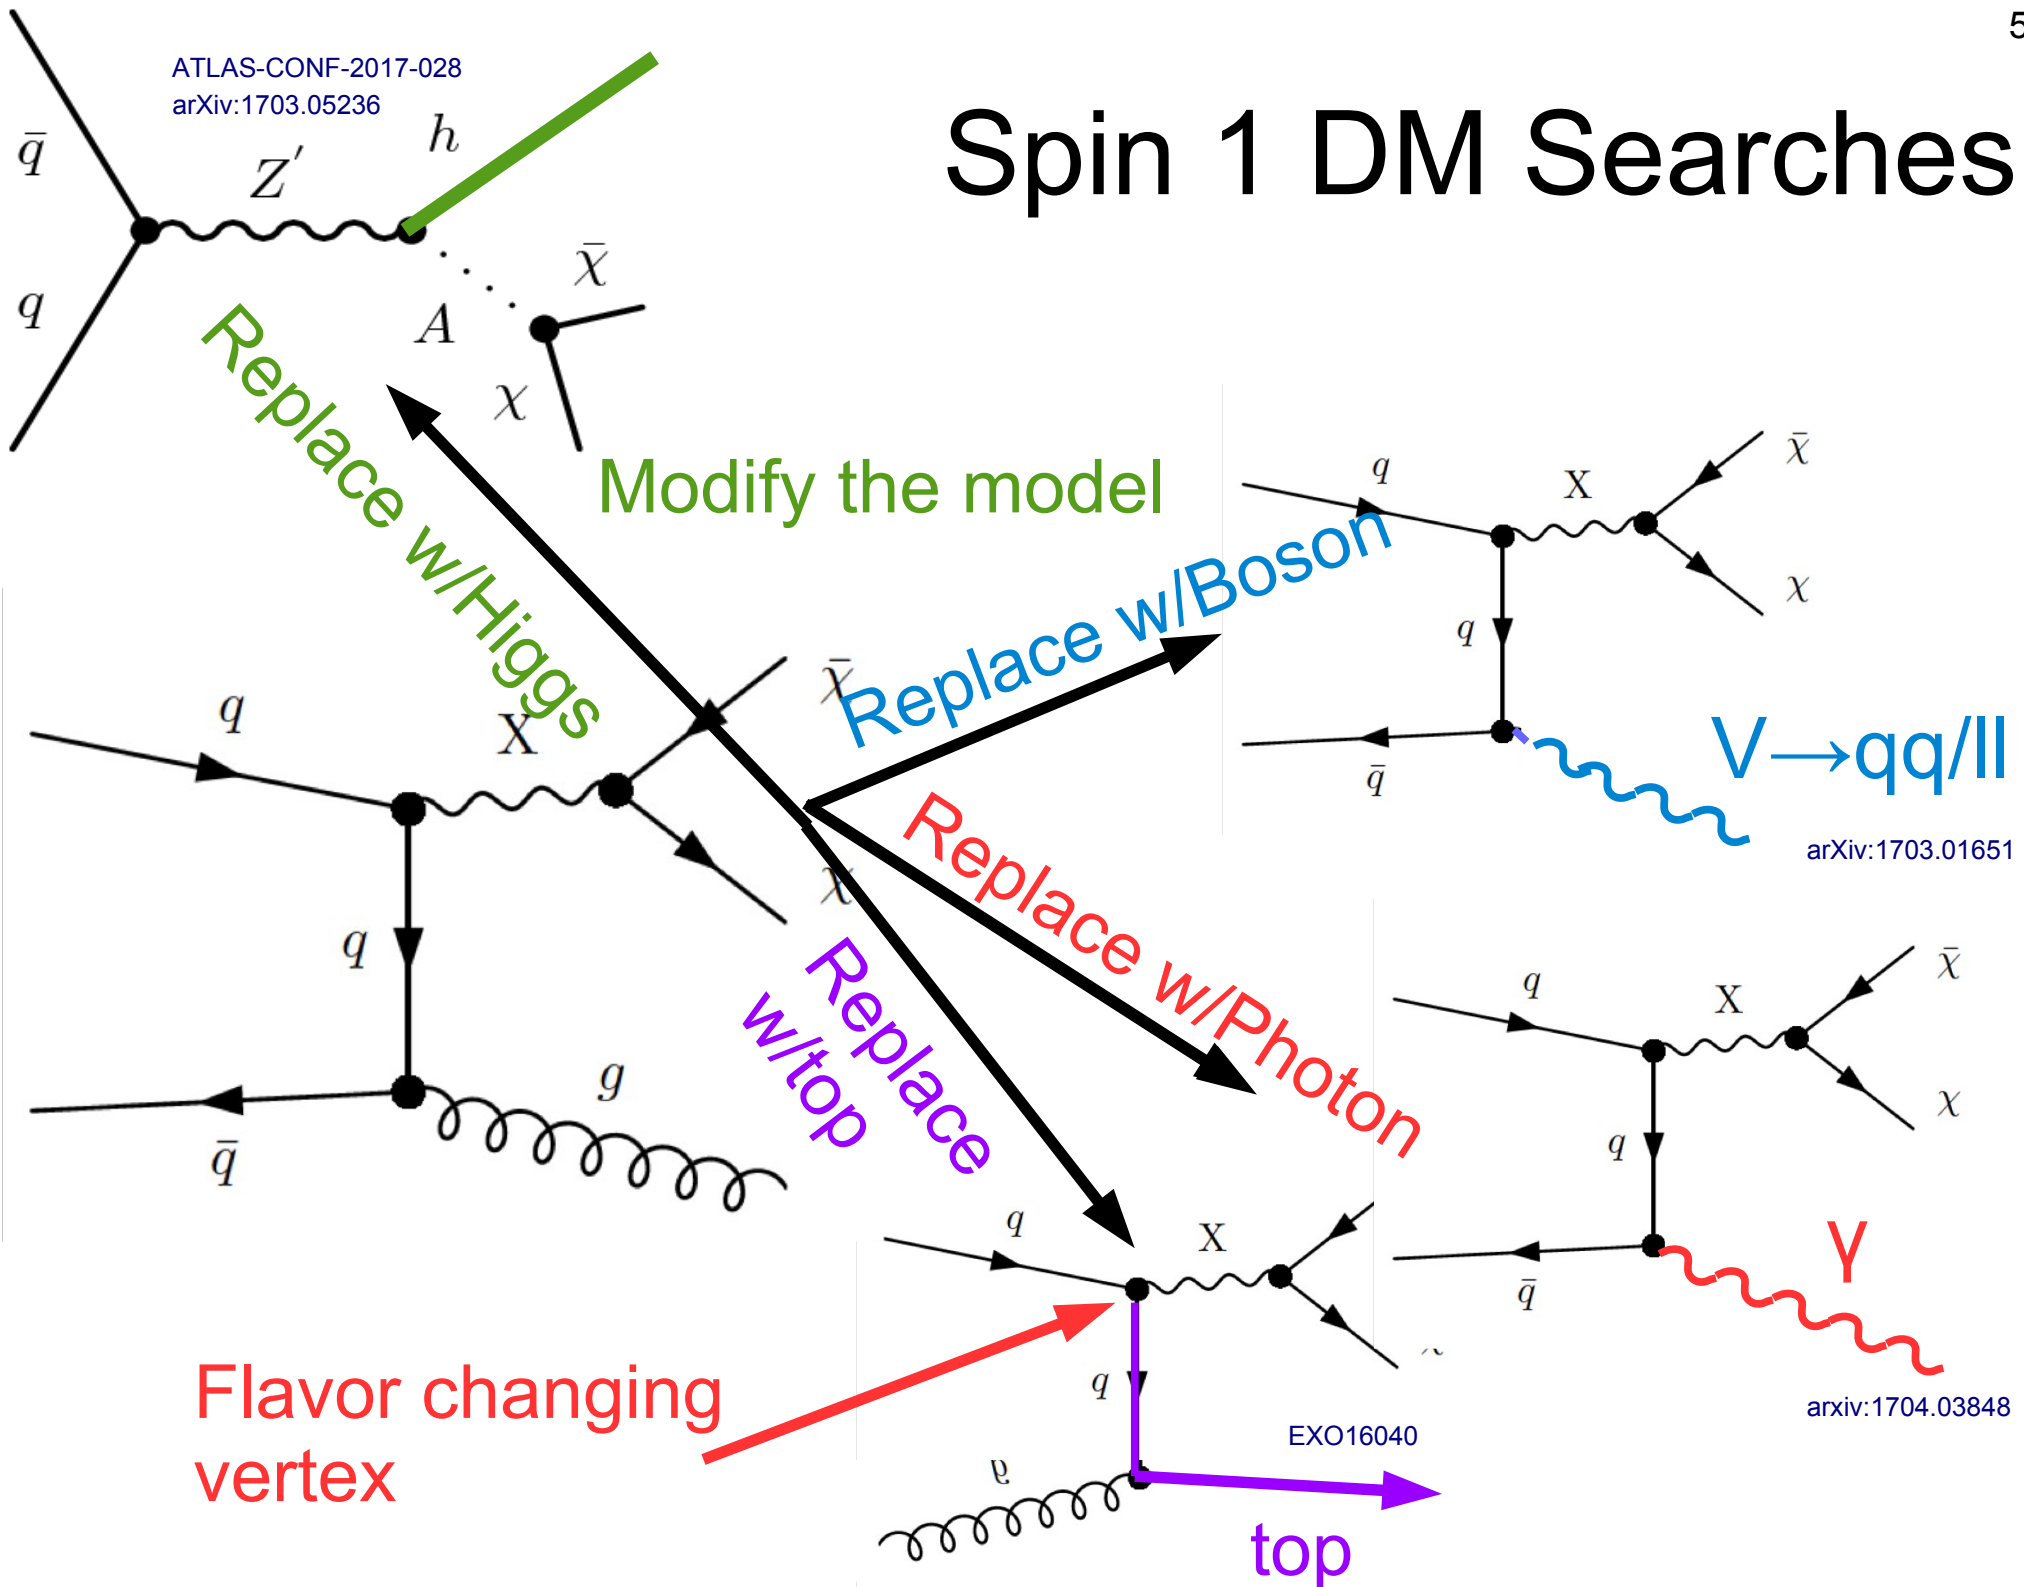 5
ATLAS-CONF-2017-028
arXiv:1703.05236
Spin 1 DM Searches
q̄
Z′
h
q
A
χ̄
χ
Replace w/Higgs
Modify the model
Replace w/Boson
q
X
χ̄
χ
q
q̄
V→qq/ll
arXiv:1703.01651
q
X
χ̄
χ
q
q̄
g
Replace w/Photon
Replace
w/top
q
X
χ̄
χ
q
q̄
γ
arxiv:1704.03848
q
X
q
Flavor changing
vertex
EXO16040
top